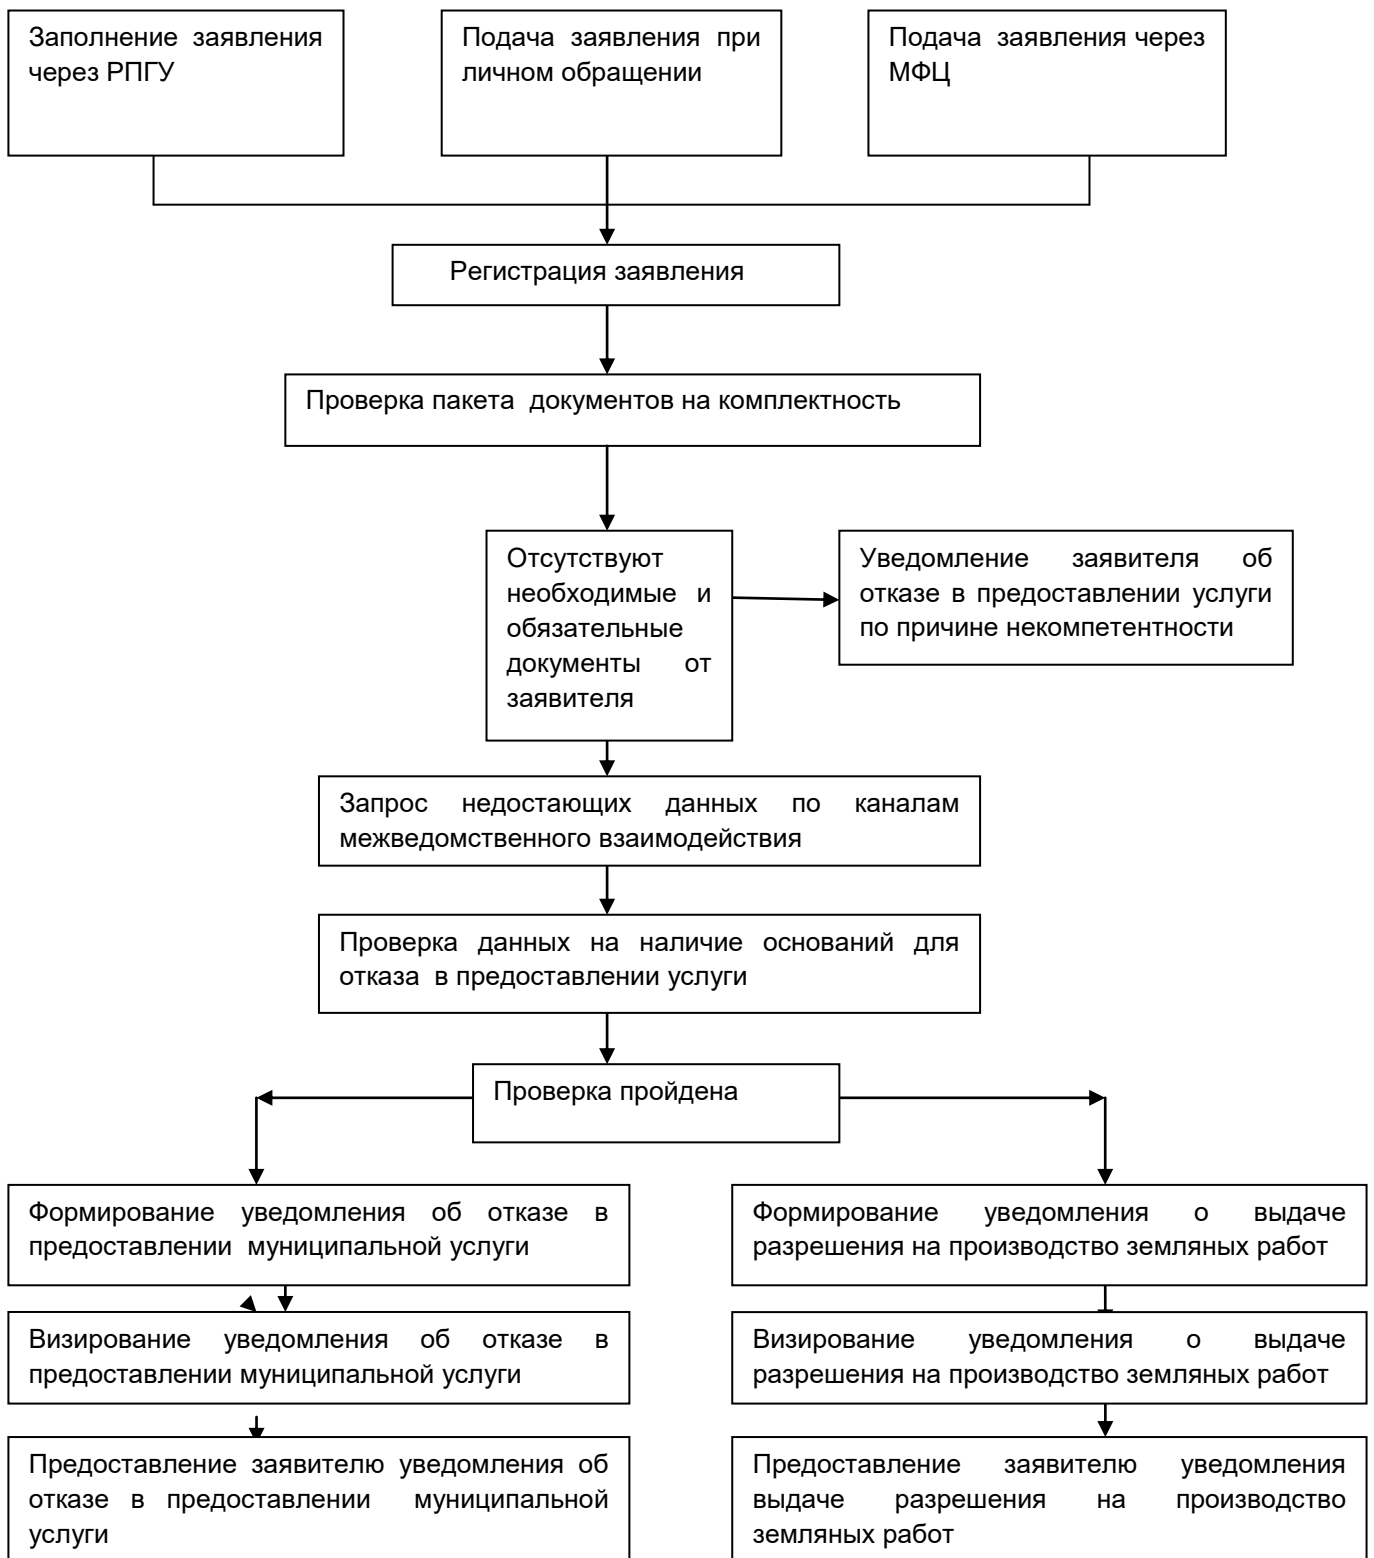 Заполнение заявления
через РПГУ
Подача заявления при
личном обращении
Подача заявления через
МФЦ
Регистрация заявления
Проверка пакета документов на комплектность
Отсутствуют
необходимые и
обязательные
документы от
заявителя
Уведомление заявителя об
отказе в предоставлении услуги
по причине некомпетентности
Запрос недостающих данных по каналам
межведомственного взаимодействия
Проверка данных на наличие оснований для
отказа в предоставлении услуги
Проверка пройдена
Формирование уведомления об отказе в
предоставлении муниципальной услуги
Формирование уведомления о выдаче
разрешения на производство земляных работ
Визирование уведомления об отказе в
предоставлении муниципальной услуги
Визирование уведомления о выдаче
разрешения на производство земляных работ
Предоставление заявителю уведомления об
отказе в предоставлении муниципальной
услуги
Предоставление заявителю уведомления
выдаче разрешения на производство
земляных работ